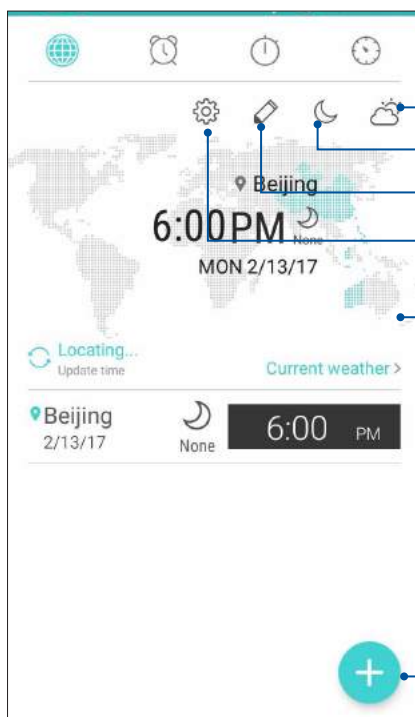 Beijing
6:00PM
None
MON 2/13/17
Locating...
Update time
Current weather >
Beijing
2/13/17
None
6:00 PM